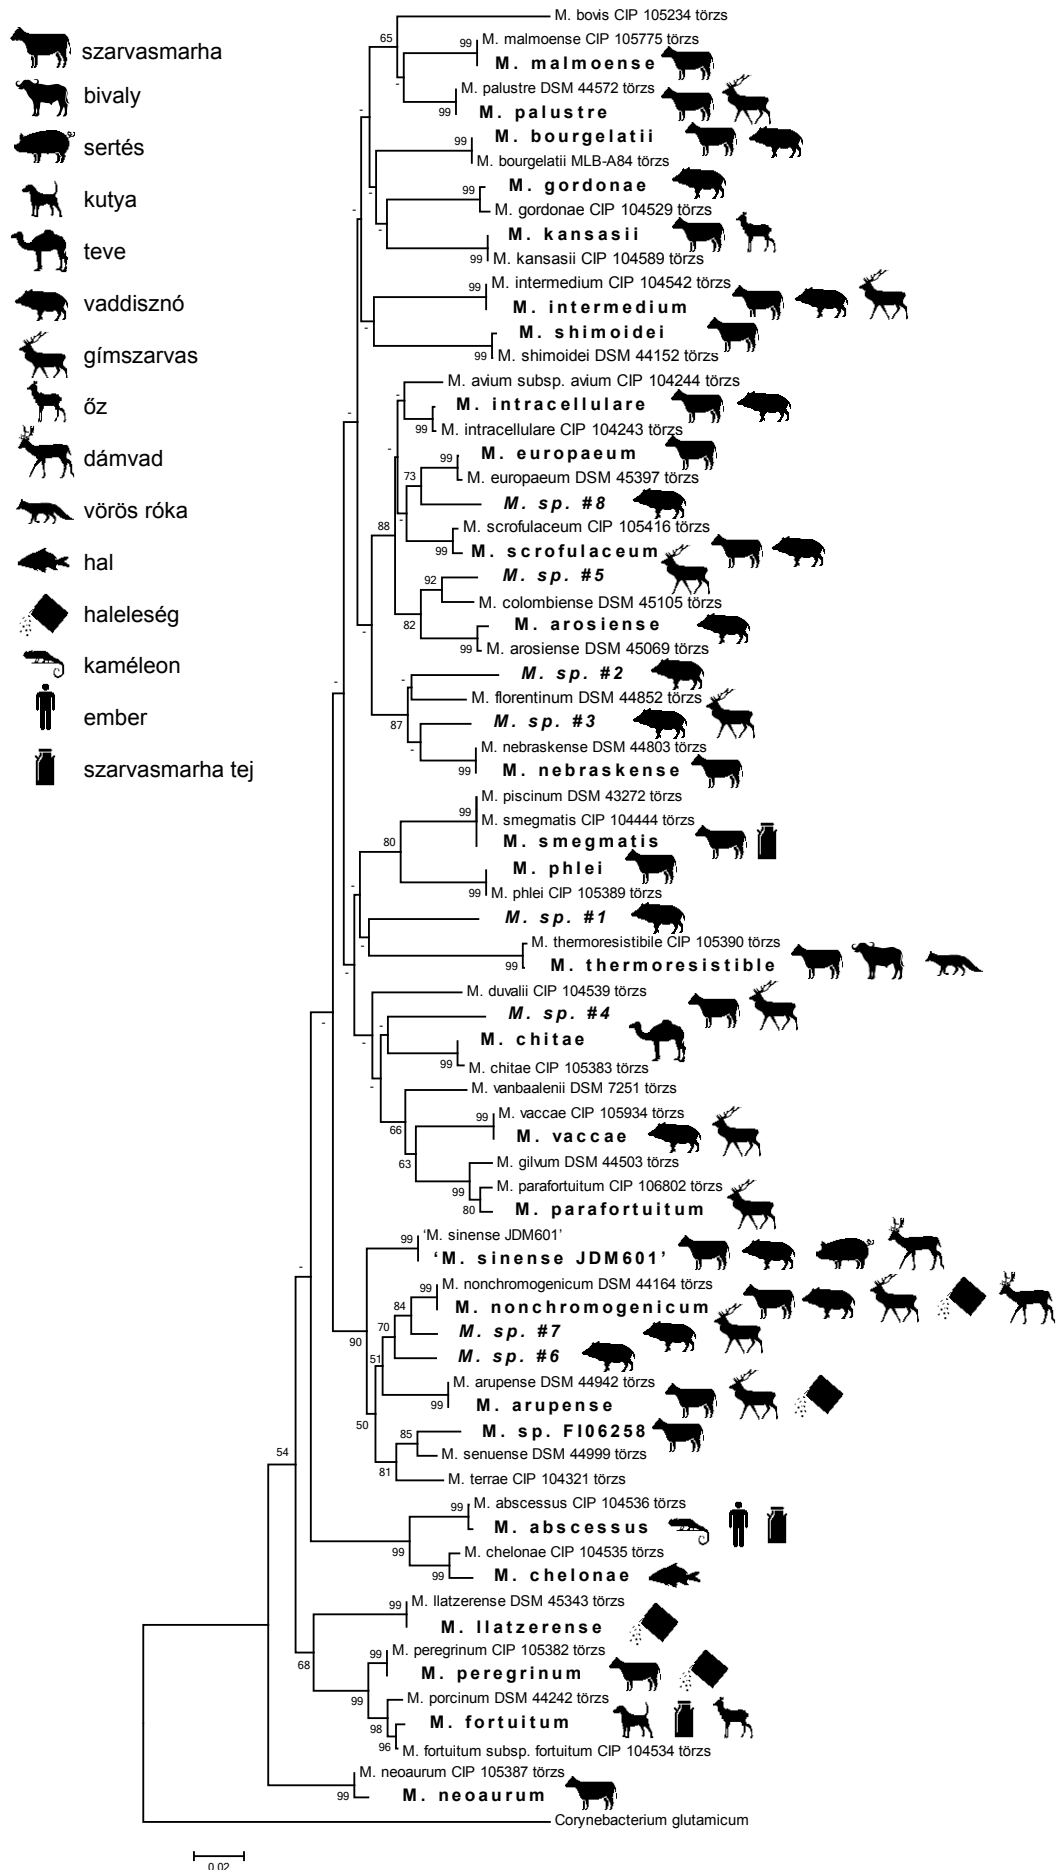 szarvasmarha
bivaly
sertés
kutya
teve
vaddisznó
gímszarvas
őz
dámvad
vörös róka
hal
haleleség
kaméleon
ember
szarvasmarha tej
M. bovis CIP 105234 törzs
65
99
M. malmoense CIP 105775 törzs
M. malmoense
M. palustre DSM 44572 törzs
99
M. palustre
99
M. bourgelatii
M. bourgelatii MLB-A84 törzs
99
M. gordonae
M. gordonae CIP 104529 törzs
M. kansasii
99
M. kansasii CIP 104589 törzs
99
M. intermedium CIP 104542 törzs
M. intermedium
M. shimoidei
99
M. shimoidei DSM 44152 törzs
M. avium subsp. avium CIP 104244 törzs
M. intracellulare
99
M. intracellulare CIP 104243 törzs
99
M. europaeum
73
M. europaeum DSM 45397 törzs
M. sp. #8
88
M. scrofulaceum CIP 105416 törzs
99
M. scrofulaceum
92
M. sp. #5
M. colombiense DSM 45105 törzs
82
M. arosiense
99
M. arosiense DSM 45069 törzs
M. sp. #2
M. florentinum DSM 44852 törzs
87
M. sp. #3
M. nebraskense DSM 44803 törzs
99
M. nebraskense
M. piscinum DSM 43272 törzs
99
M. smegmatis CIP 104444 törzs
80
M. smegmatis
M. phlei
99
M. phlei CIP 105389 törzs
M. sp. #1
M. thermoresistibile CIP 105390 törzs
99
M. thermoresistible
M. duvalii CIP 104539 törzs
M. sp. #4
M. chitae
99
M. chitae CIP 105383 törzs
M. vanbaalenii DSM 7251 törzs
99
M. vaccae CIP 105934 törzs
66
M. vaccae
63
M. gilvum DSM 44503 törzs
99
M. parafortuitum CIP 106802 törzs
80
M. parafortuitum
99
‘M. sinense JDM601’
‘M. sinense JDM601’
99
M. nonchromogenicum DSM 44164 törzs
84
M. nonchromogenicum
70
M. sp. #7
90
51
M. sp. #6
M. arupense DSM 44942 törzs
99
M. arupense
50
85
M. sp. FI06258
M. senuense DSM 44999 törzs
81
M. terrae CIP 104321 törzs
54
99
M. abscessus CIP 104536 törzs
M. abscessus
99
M. chelonae CIP 104535 törzs
99
M. chelonae
99
M. llatzerense DSM 45343 törzs
M. llatzerense
68
99
M. peregrinum CIP 105382 törzs
M. peregrinum
99
M. porcinum DSM 44242 törzs
98
M. fortuitum
96
M. fortuitum subsp. fortuitum CIP 104534 törzs
M. neoaurum CIP 105387 törzs
99
M. neoaurum
Corynebacterium glutamicum
0.02